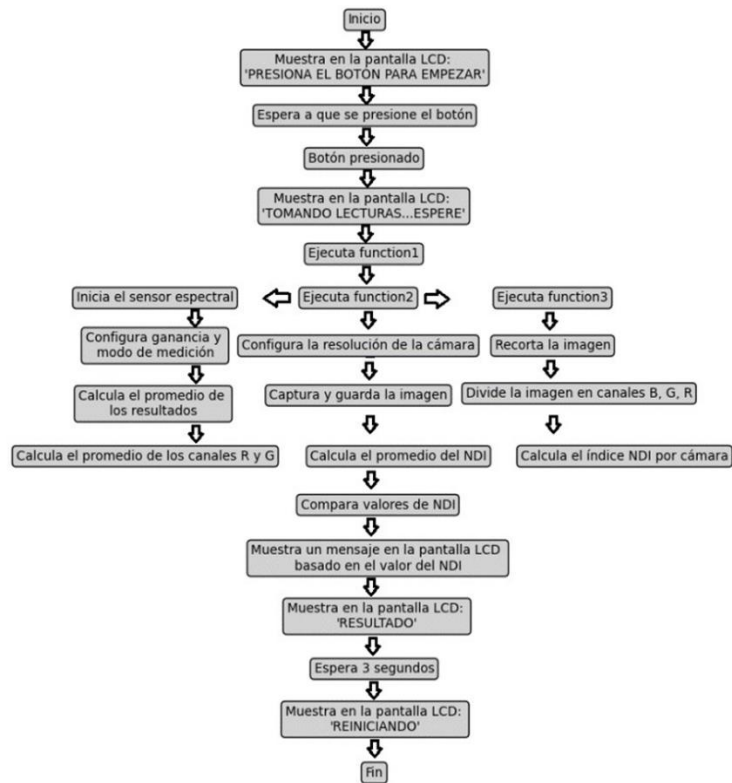 Inicio
Muestra en la pantalla LCD:
'PRESIONA EL BOTÓN PARA EMPEZAR'
Espera a que se presione el botón
Botón presionado
Muestra en la pantalla LCD:
'TOMANDO LECTURAS...ESPERE'
Ejecuta function1
Inicia el sensor espectral
Ejecuta function2
Ejecuta function3
Configura ganancia y
modo de medición
Configura la resolución de la cámara
Recorta la imagen
Calcula el promedio de
los resultados
Captura y guarda la imagen
Divide la imagen en canales B, G, R
Calcula el promedio de los canales R y G
Calcula el promedio del NDI
Calcula el índice NDI por cámara
Compara valores de NDI
Muestra un mensaje en la pantalla LCD
basado en el valor del NDI
Muestra en la pantalla LCD:
'RESULTADO'
Espera 3 segundos
Muestra en la pantalla LCD:
'REINICIANDO'
Fin